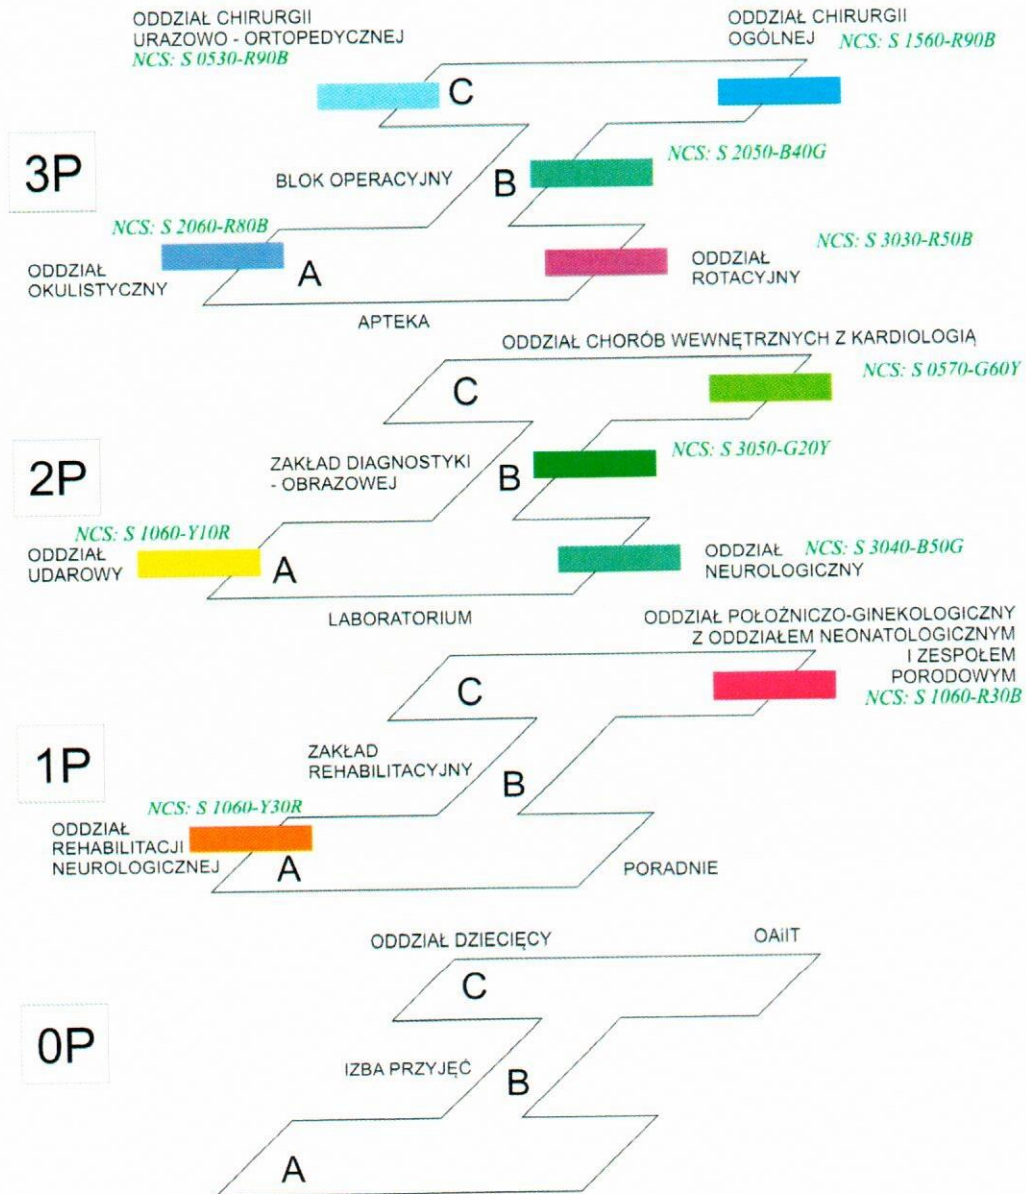 ODDZIAŁ CHIRURGII
URAZOWO - ORTOPEDYCZNEJ
NCS: S 0530-R90B
ODDZIAŁ CHIRURGII
OGÓLNEJ
NCS: S 1560-R90B
C
3P
BLOK OPERACYJNY
B
NCS: S 2050-B40G
NCS: S 2060-R80B
ODDZIAŁ
OKULISTYCZNY
A
NCS: S 3030-R50B
ODDZIAŁ
ROTACYJNY
APTEKA
ODDZIAŁ CHORÓB WEWNĘTRZNYCH Z KARDIOLOGIĄ
NCS: S 0570-G60Y
C
2P
ZAKŁAD DIAGNOSTYKI
- OBRAZOWEJ
B
NCS: S 3050-G20Y
NCS: S 1060-Y10R
ODDZIAŁ
UDAROWY
A
ODDZIAŁ
NEUROLOGICZNY
NCS: S 3040-B50G
LABORATORIUM
ODDZIAŁ POŁOŻNICZO-GINEKOLOGICZNY
Z ODDZIAŁEM NEONATOLOGICZNYM
I ZESPOŁEM
PORODOWYM
NCS: S 1060-R30B
C
1P
ZAKŁAD
REHABILITACYJNY
B
NCS: S 1060-Y30R
ODDZIAŁ
REHABILITACJI
NEUROLOGICZNEJ
A
PORADNIE
ODDZIAŁ DZIECIĘCY
OAiIT
C
0P
IZBA PRZYJĘĆ
B
A